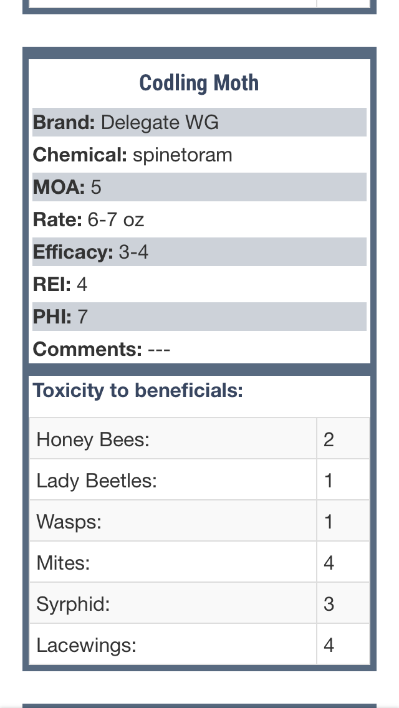 Codling Moth
Brand: Delegate WG
Chemical: spinetoram
MOA: 5
Rate: 6-7 oz
Efficacy: 3-4
REI: 4
PHI: 7
Comments: ---
Toxicity to beneficials:
Honey Bees: 2
Lady Beetles: 1
Wasps: 1
Mites: 4
Syrphid: 3
Lacewings: 4